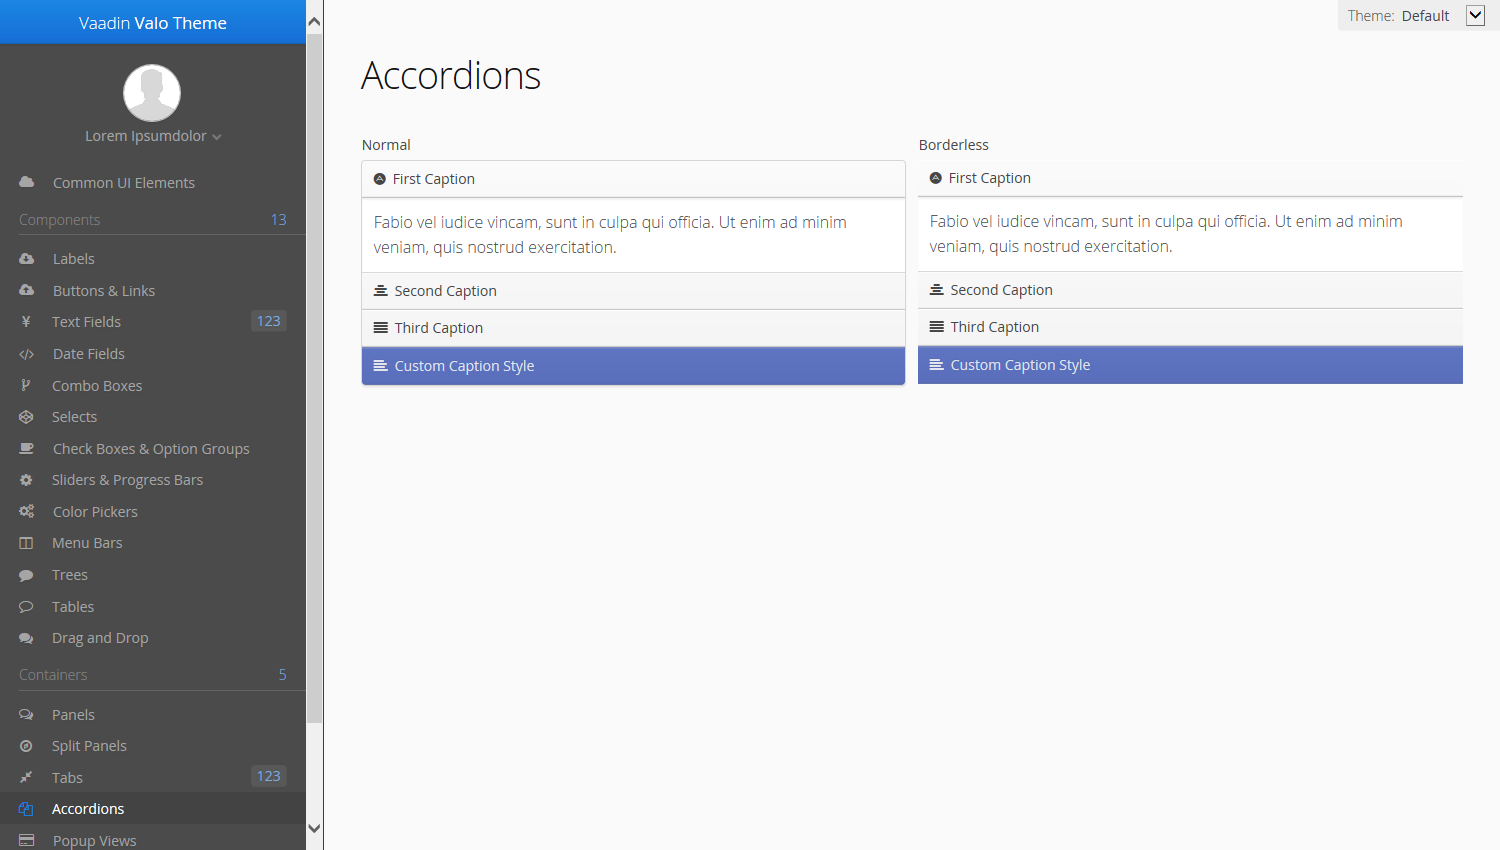 Vaadin Valo Theme
Lorem Ipsumdolor
Common UI Elements
Components 13
Labels
Buttons & Links
Text Fields 123
Date Fields
Combo Boxes
Selects
Check Boxes & Option Groups
Sliders & Progress Bars
Color Pickers
Menu Bars
Trees
Tables
Drag and Drop
Containers 5
Panels
Split Panels
Tabs 123
Accordions
Popup Views
Theme: Default
Accordions
Normal
First Caption
Fabio vel iudice vincam, sunt in culpa qui officia. Ut enim ad minim
veniam, quis nostrud exercitation.
Second Caption
Third Caption
Custom Caption Style
Borderless
First Caption
Fabio vel iudice vincam, sunt in culpa qui officia. Ut enim ad minim
veniam, quis nostrud exercitation.
Second Caption
Third Caption
Custom Caption Style